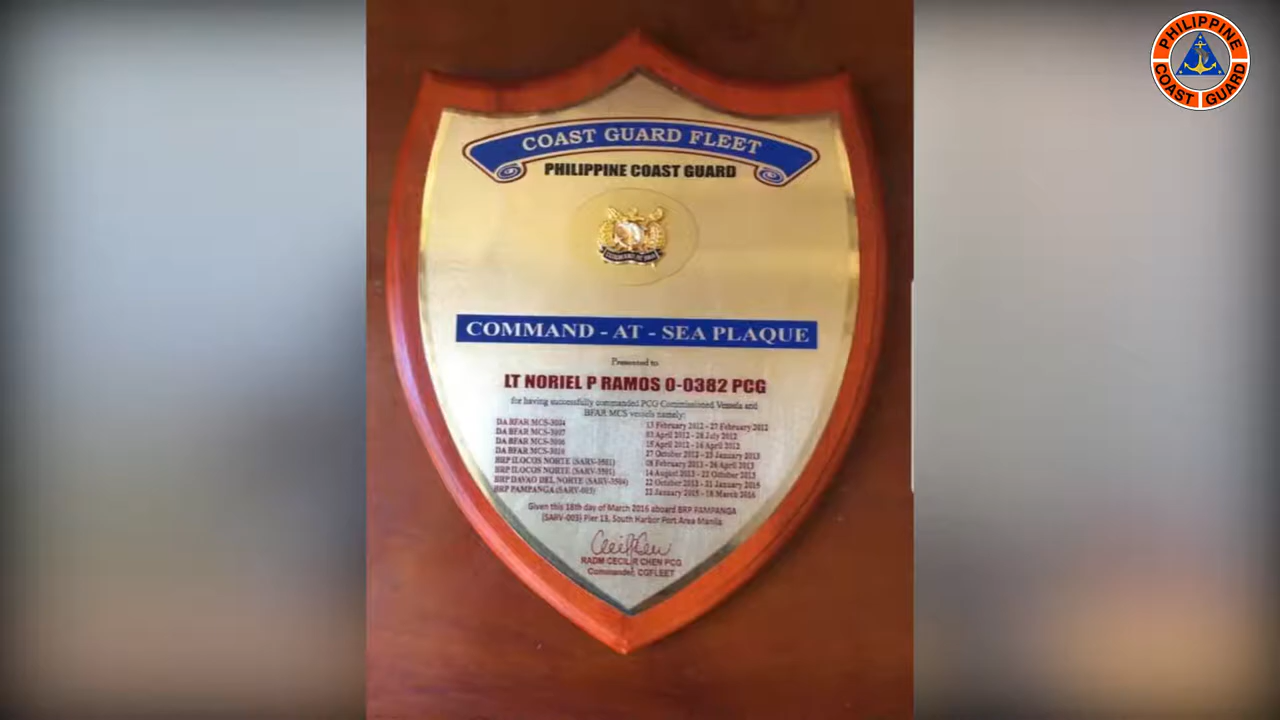 PHILIPPINE
COAST GUARD
COAST GUARD FLEET
PHILIPPINE COAST GUARD
COMMAND AT SEA
COMMAND - AT - SEA PLAQUE
Presented to
LT NORIEL P RAMOS O-0382 PCG
for having successfully commanded PCG Commissioned Vessels and
BFAR MCS vessels namely:
DA BFAR MCS-3004 13 February 2012 - 27 February 2012
DA BFAR MCS-3007 03 April 2012 - 28 July 2012
DA BFAR MCS-3008 15 April 2012 - 16 April 2012
DA BFAR MCS-3010 27 October 2012 - 25 January 2013
BRP ILOCOS NORTE (SARV-3501) 08 February 2013 - 26 April 2013
BRP ILOCOS NORTE (SARV-3501) 14 August 2013 - 22 October 2013
BRP DAVAO DEL NORTE (SARV-3504) 22 October 2013 - 21 January 2015
BRP PAMPANGA (SARV-003) 22 January 2015 - 18 March 2016
Given this 18th day of March 2016 aboard BRP PAMPANGA
(SARV-003) Pier 13, South Harbor Port Area Manila
RADM CECIL R CHEN PCG
Commander, CGFLEET